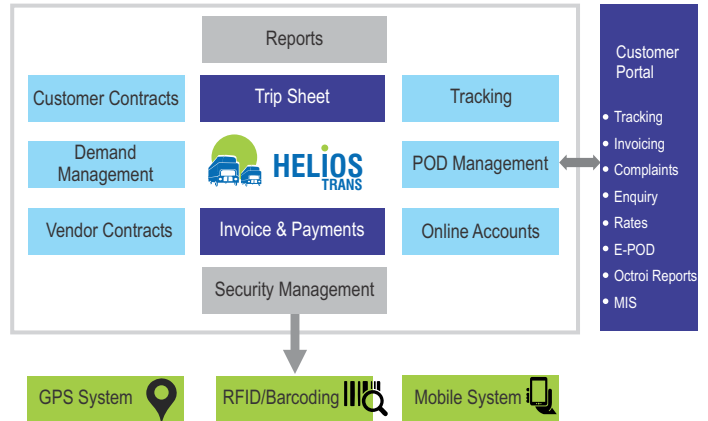 Reports
Customer Contracts
Trip Sheet
Tracking
Demand
Management
HELIOS
TRANS
POD Management
Vendor Contracts
Invoice & Payments
Online Accounts
Security Management
Customer
Portal
• Tracking
• Invoicing
• Complaints
• Enquiry
• Rates
• E-POD
• Octroi Reports
• MIS
GPS System
RFID/Barcoding
Mobile System